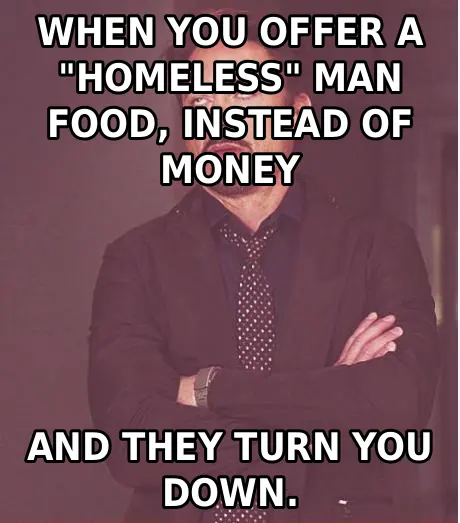 WHEN YOU OFFER A
"HOMELESS" MAN
FOOD, INSTEAD OF
MONEY
AND THEY TURN YOU
DOWN.